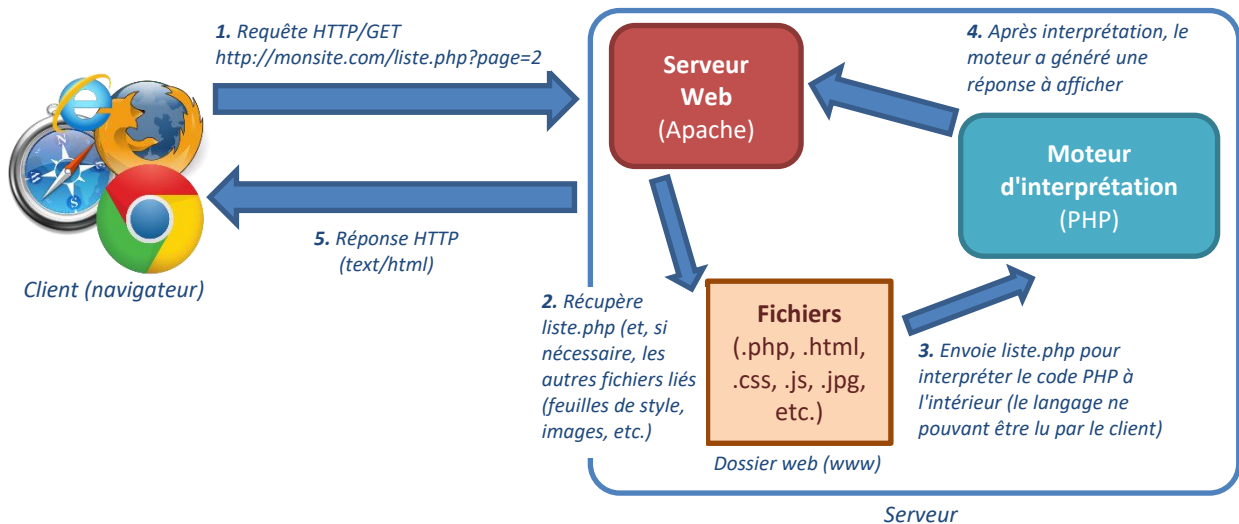 1. Requête HTTP/GET
http://monsite.com/liste.php?page=2
Serveur
Web
(Apache)
4. Après interprétation, le
moteur a généré une
réponse à afficher
Moteur
d'interprétation
(PHP)
5. Réponse HTTP
(text/html)
Client (navigateur)
2. Récupère
liste.php (et, si
nécessaire, les
autres fichiers liés
(feuilles de style,
images, etc.)
Fichiers
(.php, .html,
.css, .js, .jpg,
etc.)
Dossier web (www)
3. Envoie liste.php pour
interpréter le code PHP à
l'intérieur (le langage ne
pouvant être lu par le client)
Serveur